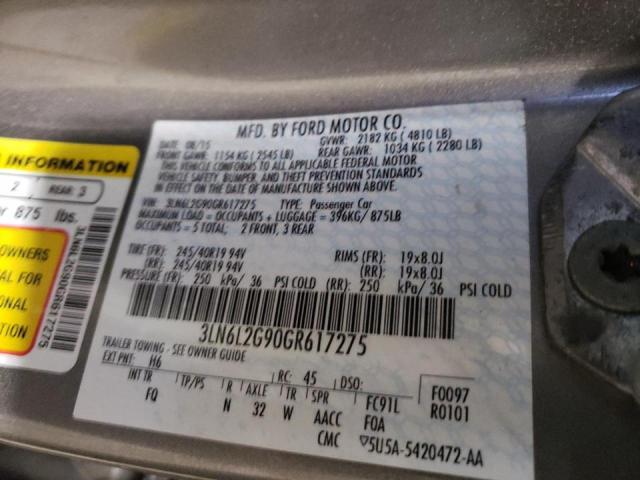 MFD. BY FORD MOTOR CO.
DATE: 08/15 GVWR: 2182 KG ( 4810 LB)
FRONT GAWR: 1154 KG ( 2545 LB) REAR GAWR: 1034 KG ( 2280 LB)
THIS VEHICLE CONFORMS TO ALL APPLICABLE FEDERAL MOTOR
VEHICLE SAFETY, BUMPER, AND THEFT PREVENTION STANDARDS
IN EFFECT ON THE DATE OF MANUFACTURE SHOWN ABOVE.
VIN: 3LN6L2G90GR617275 TYPE: Passenger Car
MAXIMUM LOAD = OCCUPANTS + LUGGAGE = 396KG/875LB
OCCUPANTS = 5 TOTAL, 2 FRONT, 3 REAR
TIRE (FR): 245/40R19 94V RIMS (FR): 19x8.0J
(RR): 245/40R19 94V (RR): 19x8.0J
PRESSURE (FR): 250 kPa/ 36 PSI COLD (RR): 250 kPa/ 36 PSI COLD
3LN6L2G90GR617275
TRAILER TOWING - SEE OWNER GUIDE
EXT PNT: H6 RC: 45 DSO: F0097
INT TR TP/PS R AXLE TR SPR FC91L R0101
FQ N 32 W AACC F0A
CMC 5U5A-5420472-AA
INFORMATION
2 REAR 3
875 lbs.
OWNERS
FOR
3LN6L2G90GR617275